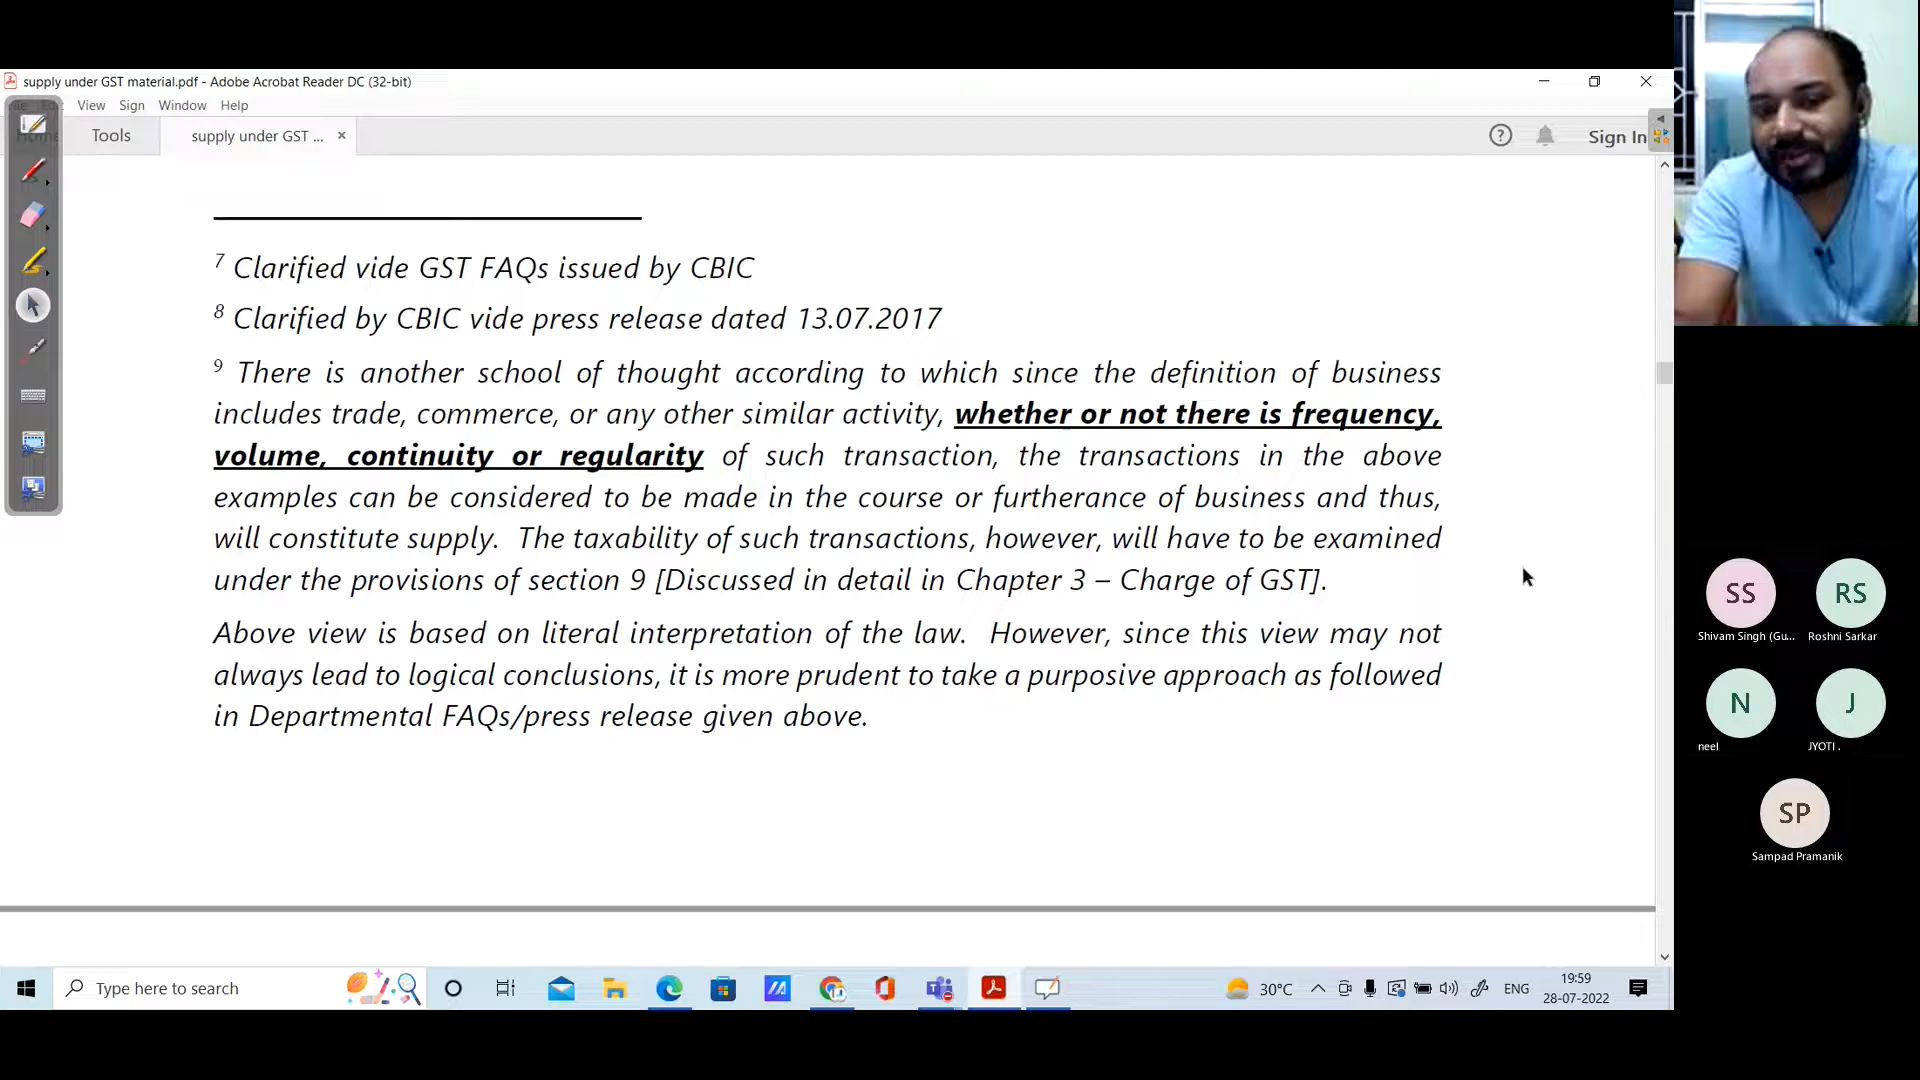 supply under GST material.pdf - Adobe Acrobat Reader DC (32-bit)
View Sign Window Help
Tools
supply under GST ...
Sign In
7 Clarified vide GST FAQs issued by CBIC
8 Clarified by CBIC vide press release dated 13.07.2017
9 There is another school of thought according to which since the definition of business
includes trade, commerce, or any other similar activity, whether or not there is frequency,
volume, continuity or regularity of such transaction, the transactions in the above
examples can be considered to be made in the course or furtherance of business and thus,
will constitute supply. The taxability of such transactions, however, will have to be examined
under the provisions of section 9 [Discussed in detail in Chapter 3 – Charge of GST].
Above view is based on literal interpretation of the law. However, since this view may not
always lead to logical conclusions, it is more prudent to take a purposive approach as followed
in Departmental FAQs/press release given above.
SS
RS
Shivam Singh (Gu...
Roshni Sarkar
N
J
neel
JYOTI .
SP
Sampad Pramanik
Type here to search
30°C
ENG
19:59
28-07-2022